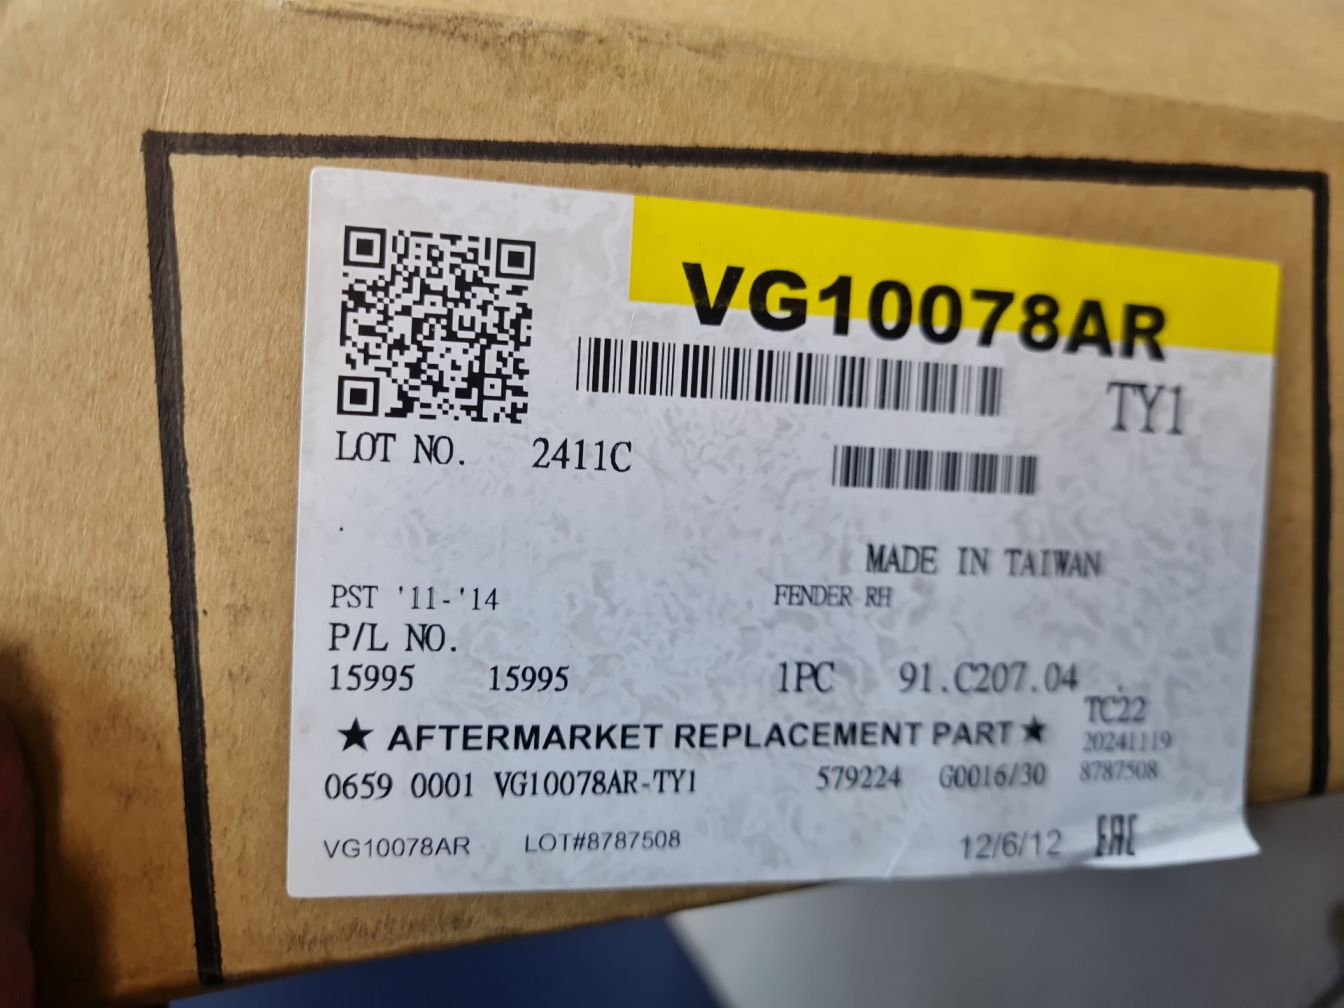 VG10078AR
TY1
LOT NO. 2411C
MADE IN TAIWAN
PST '11-'14 FENDER RH
P/L NO.
15995 15995 1PC 91.C207.04
TC22
★ AFTERMARKET REPLACEMENT PART ★ 20241119
0659 0001 VG10078AR-TY1 579224 G0016/30 8787508
VG10078AR LOT#8787508 12/6/12 EAC